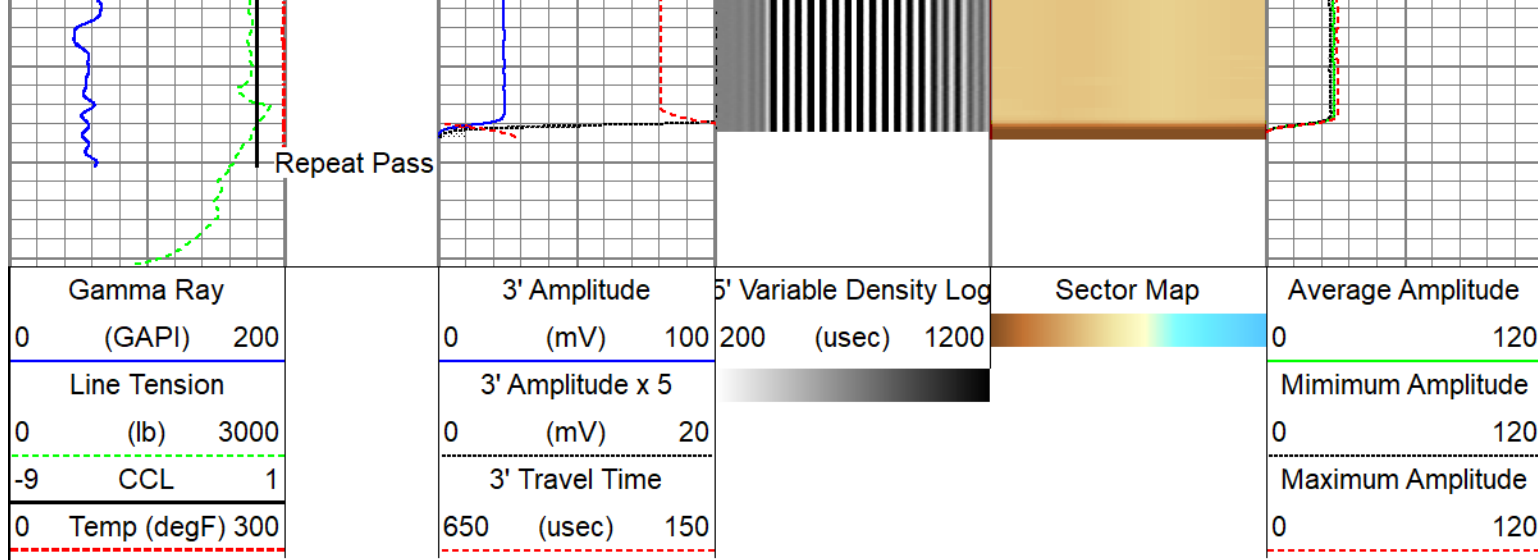 Repeat Pass
Gamma Ray
0 (GAPI) 200
Line Tension
0 (lb) 3000
-9 CCL 1
0 Temp (degF) 300
3' Amplitude
0 (mV) 100
3' Amplitude x 5
0 (mV) 20
3' Travel Time
650 (usec) 150
5' Variable Density Log
200 (usec) 1200
Sector Map
Average Amplitude
0 120
Mimimum Amplitude
0 120
Maximum Amplitude
0 120